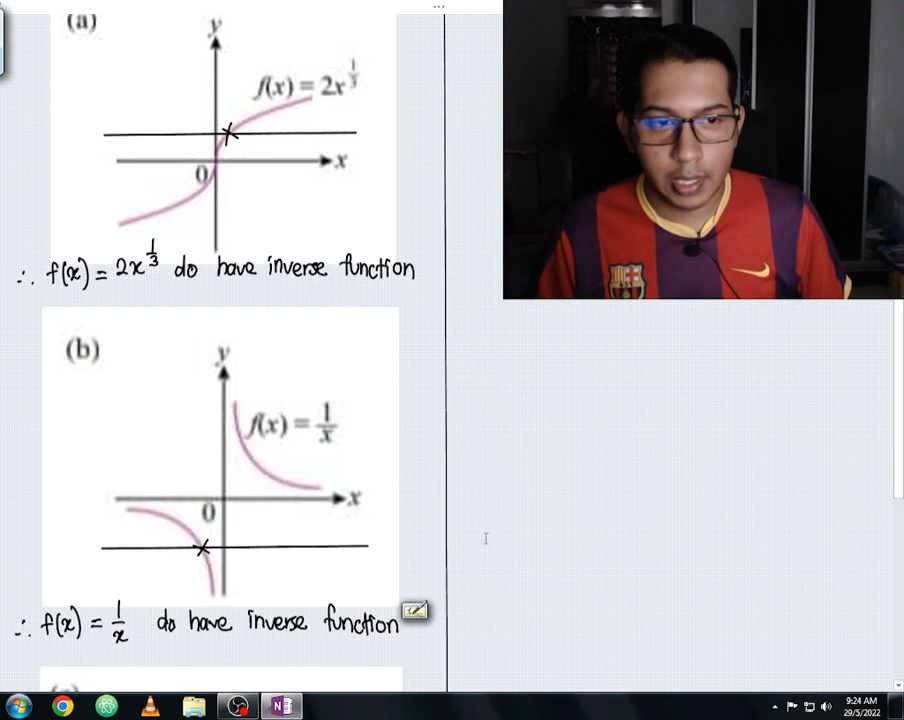 (a)
y
f(x) = 2x^{1/3}
0
x
∴ f(x) = 2x^{1/3} do have inverse function
(b)
y
f(x) = 1/x
x
0
∴ f(x) = 1/x do have inverse function
9:24 AM
29/5/2022